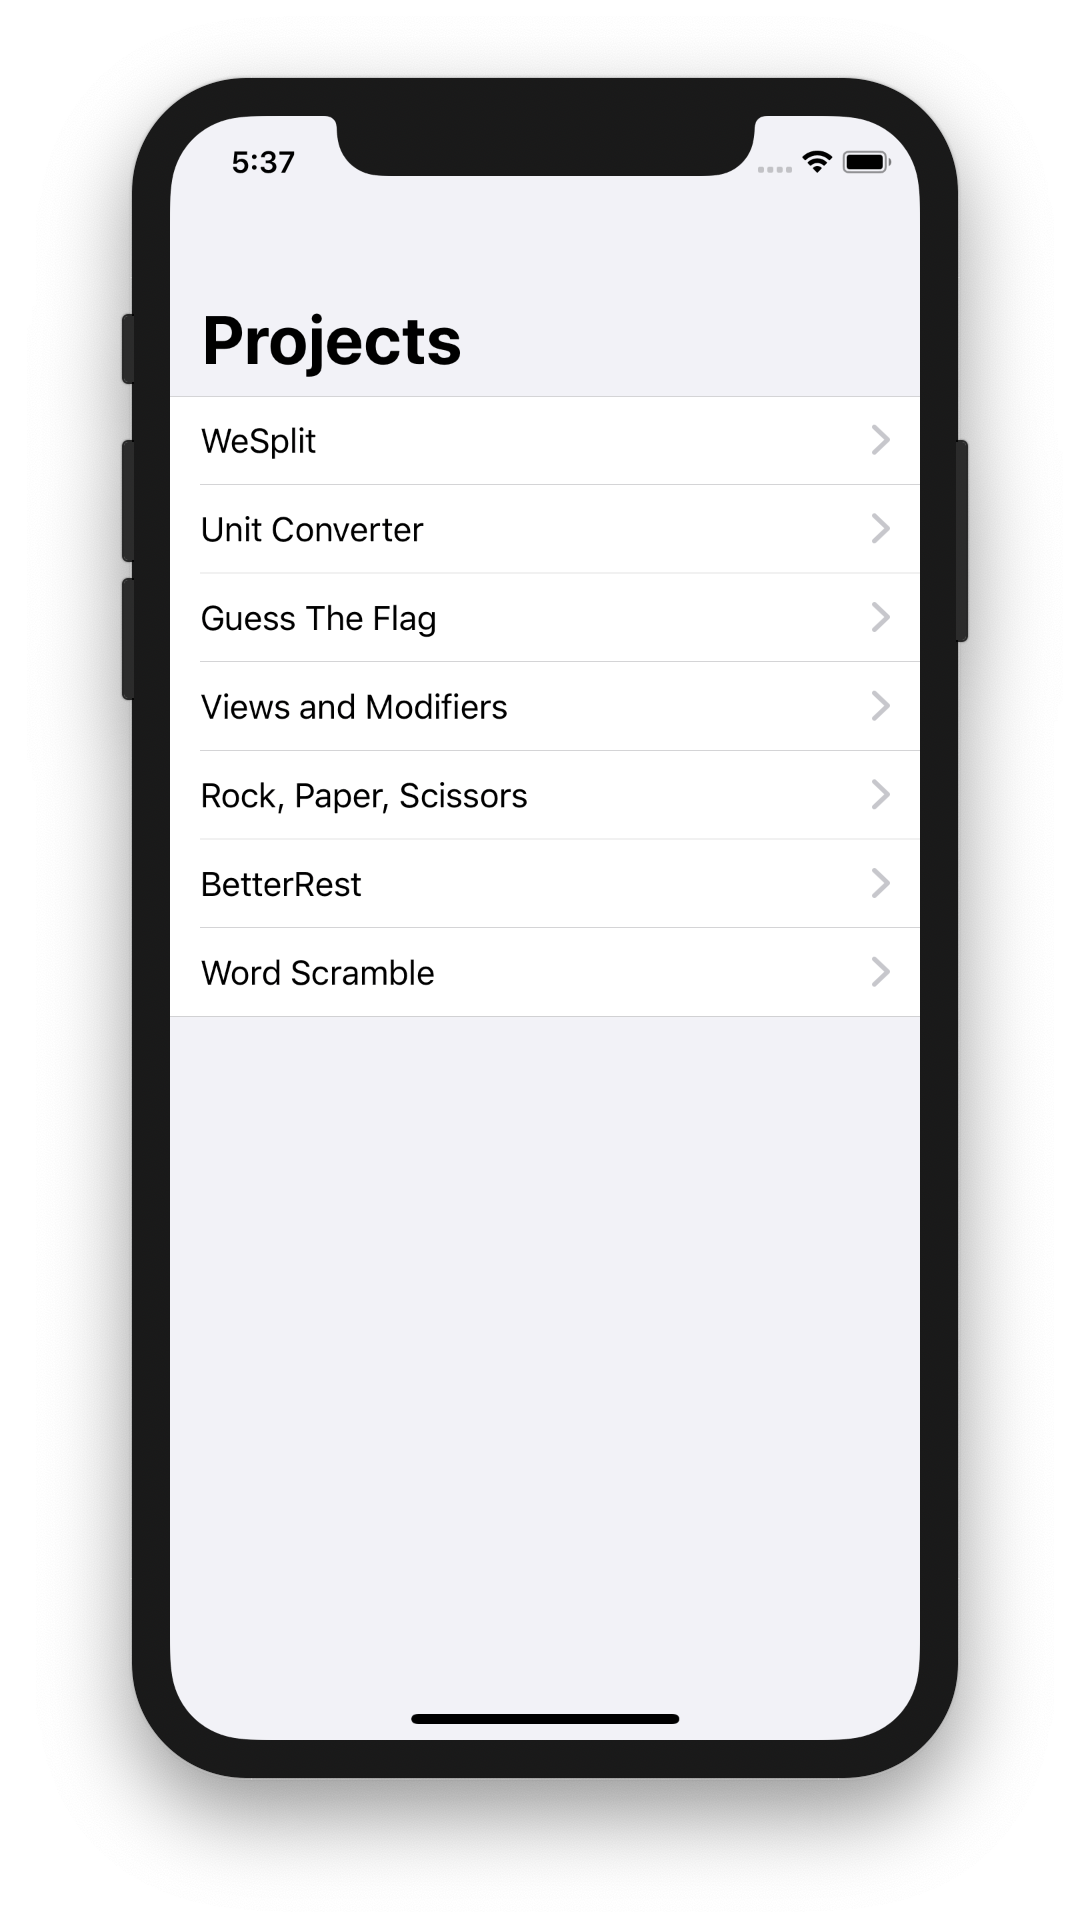 5:37
Projects
WeSplit
Unit Converter
Guess The Flag
Views and Modifiers
Rock, Paper, Scissors
BetterRest
Word Scramble